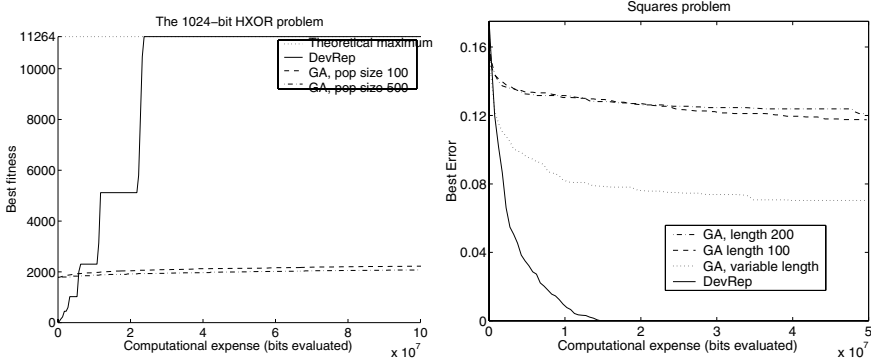 The 1024-bit HXOR problem
11264
10000
8000
6000
4000
2000
0
Best fitness
Theoretical maximum
DevRep
GA, pop size 100
GA, pop size 500
0 2 4 6 8 10
Computational expense (bits evaluated)
x 10^7
Squares problem
0.16
0.12
0.08
0.04
0
Best Error
GA, length 200
GA length 100
GA, variable length
DevRep
0 1 2 3 4 5
Computational expense (bits evaluated)
x 10^7